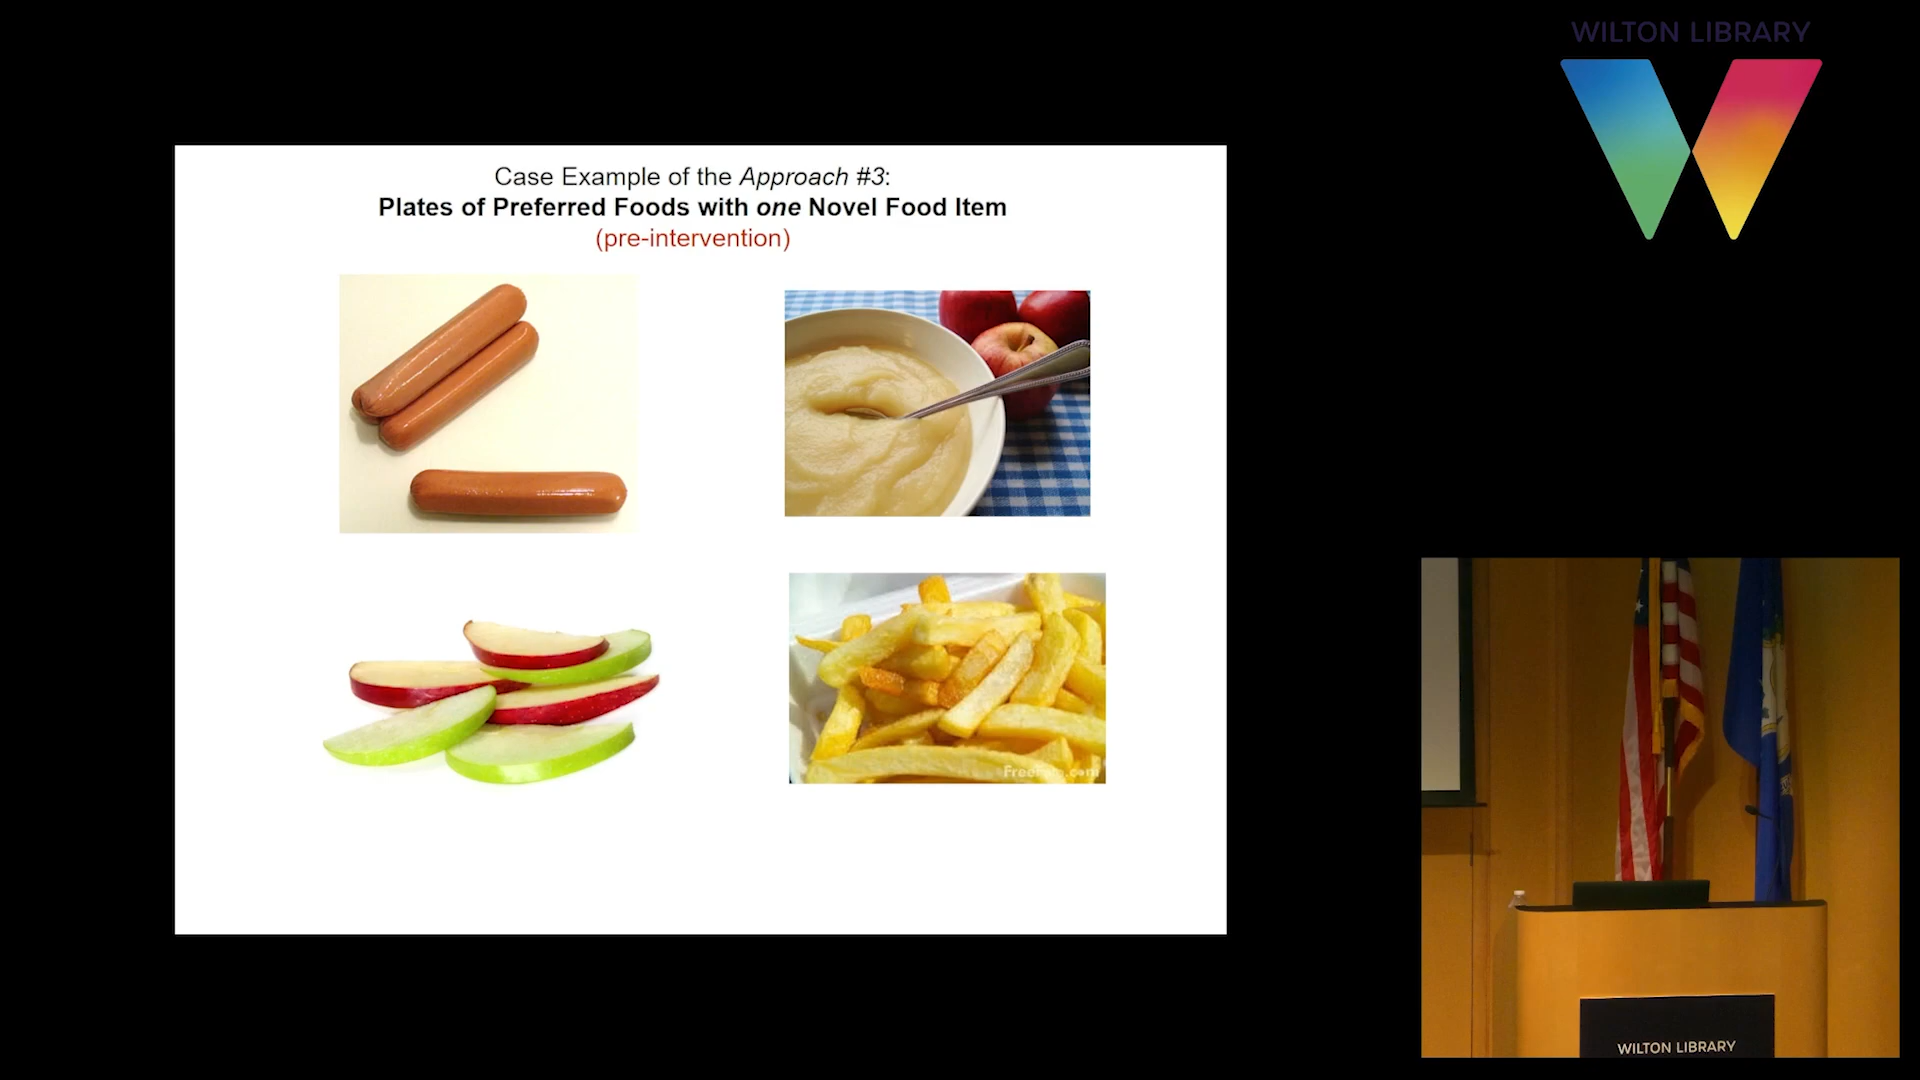 WILTON LIBRARY
Case Example of the Approach #3:
Plates of Preferred Foods with one Novel Food Item
(pre-intervention)
WILTON LIBRARY